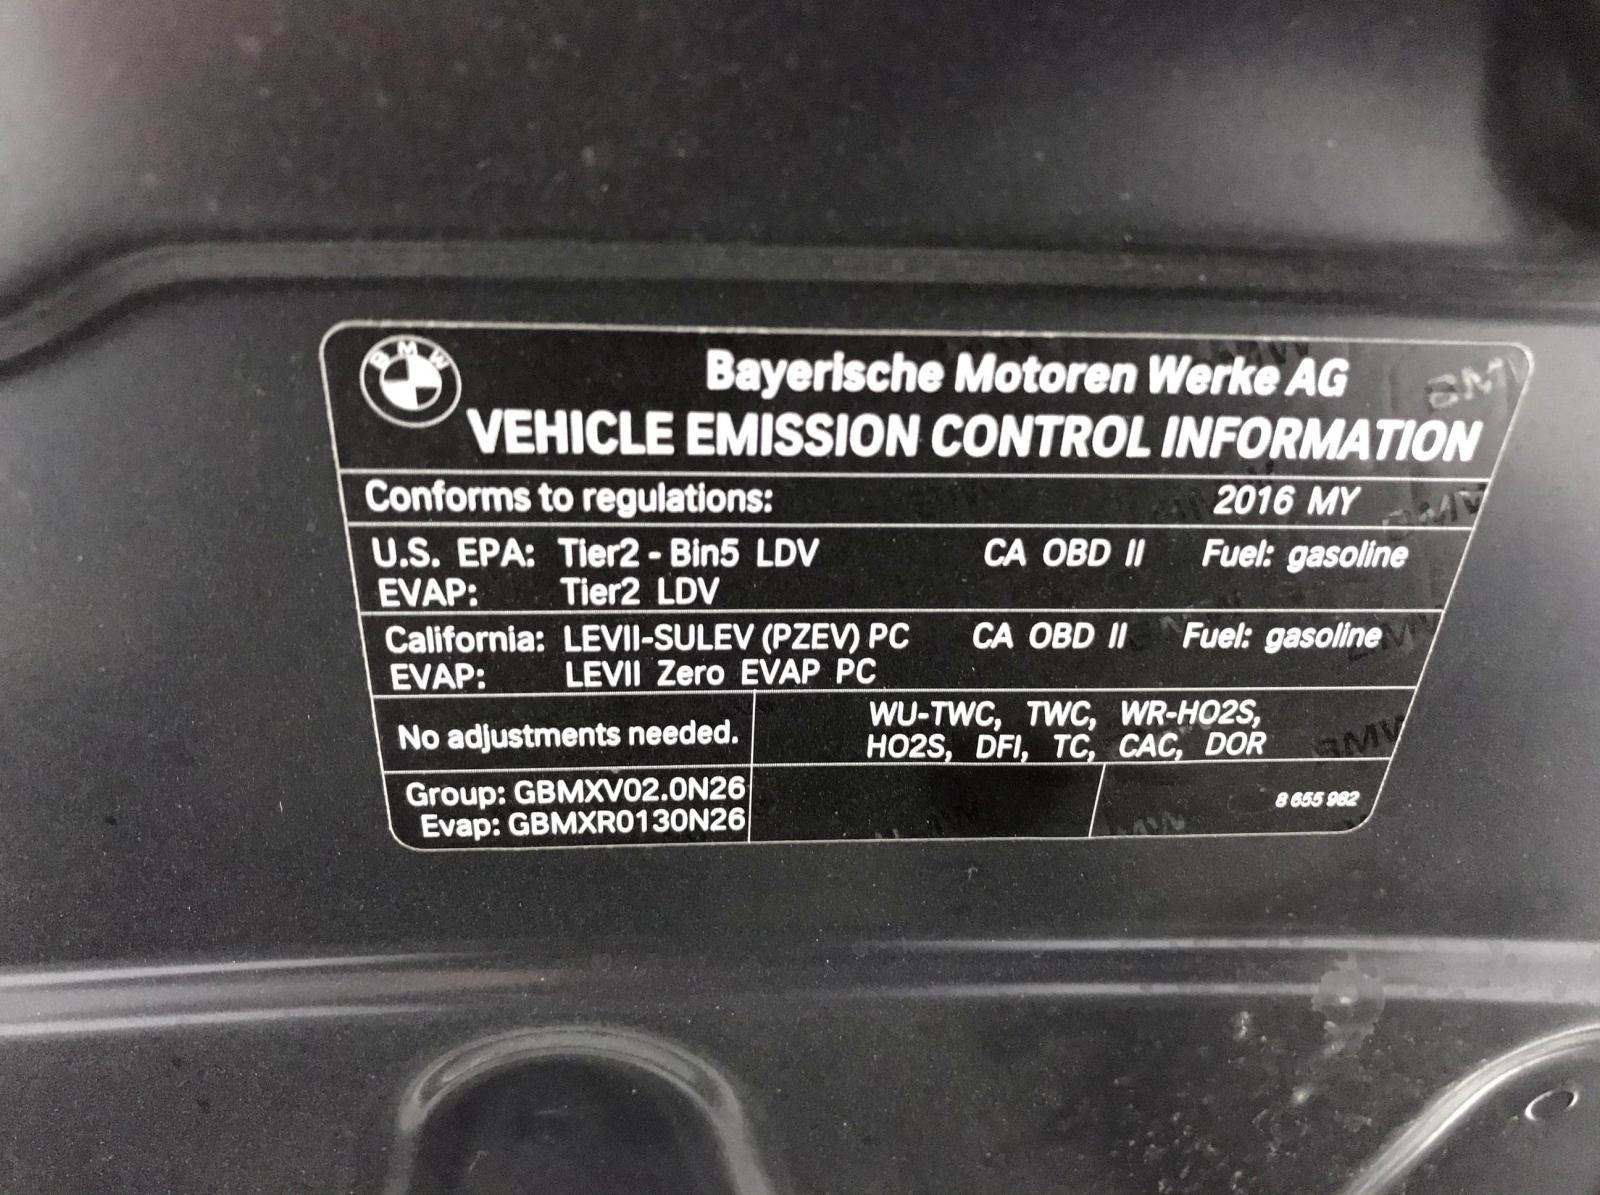 BMW
Bayerische Motoren Werke AG
VEHICLE EMISSION CONTROL INFORMATION
Conforms to regulations: 2016 MY
U.S. EPA: Tier2 - Bin5 LDV CA OBD II Fuel: gasoline
EVAP: Tier2 LDV
California: LEVII-SULEV (PZEV) PC CA OBD II Fuel: gasoline
EVAP: LEVII Zero EVAP PC
No adjustments needed.
WU-TWC, TWC, WR-HO2S,
HO2S, DFI, TC, CAC, DOR
Group: GBMXV02.0N26
Evap: GBMXR0130N26
8 655 982